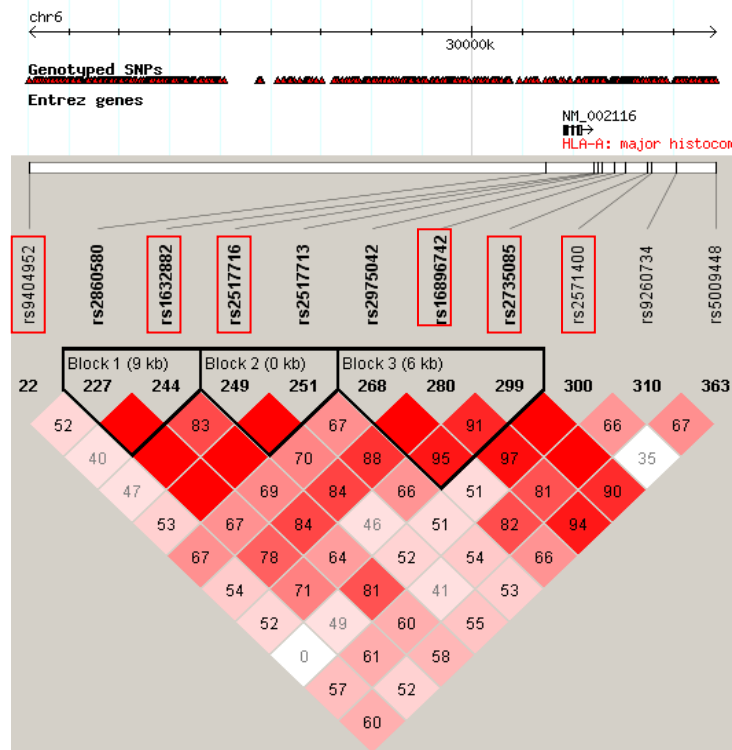 chr6
30000k
Genotyped SNPs
Entrez genes
NM_002116
HLA-A: major histocom
rs9404952
rs2860580
rs1632882
rs2517716
rs2517713
rs2975042
rs16896742
rs2735085
rs2571400
rs9260734
rs5009448
Block 1 (9 kb) Block 2 (0 kb) Block 3 (6 kb)
22 227 244 249 251 268 280 299 300 310 363
52 83 67 91 66 67
40 70 88 95 97 35
47 69 84 66 51 81 90
53 67 84 46 51 82 94
67 78 64 52 54 66
54 71 81 41 53
52 49 60 55
0 61 58
57 52
60